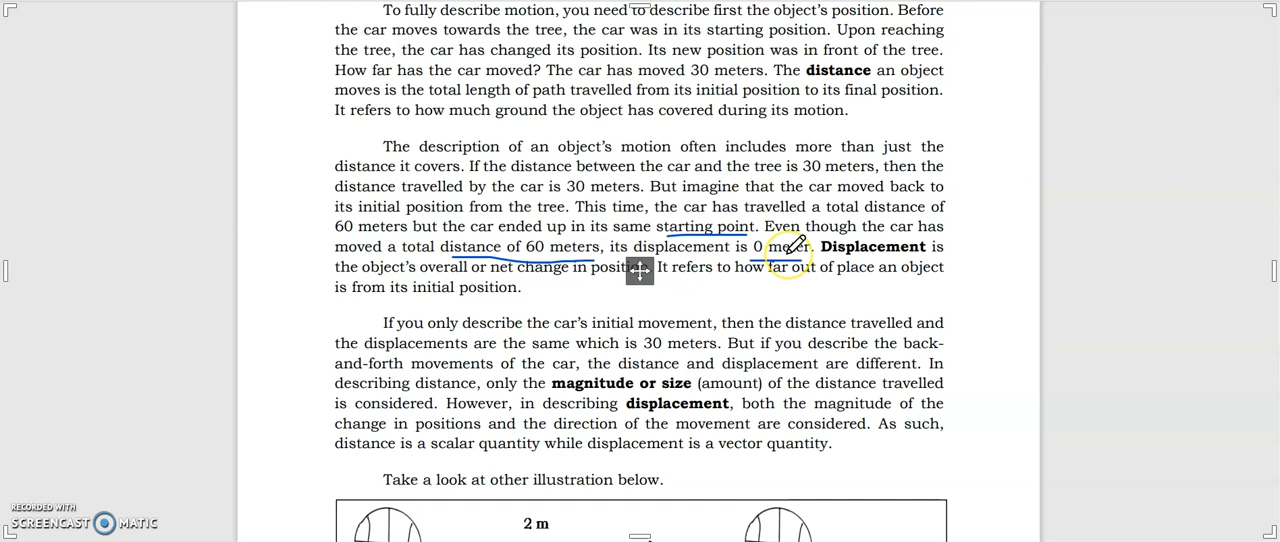 To fully describe motion, you need to describe first the object's position. Before
the car moves towards the tree, the car was in its starting position. Upon reaching
the tree, the car has changed its position. Its new position was in front of the tree.
How far has the car moved? The car has moved 30 meters. The distance an object
moves is the total length of path travelled from its initial position to its final position.
It refers to how much ground the object has covered during its motion.
The description of an object's motion often includes more than just the
distance it covers. If the distance between the car and the tree is 30 meters, then the
distance travelled by the car is 30 meters. But imagine that the car moved back to
its initial position from the tree. This time, the car has travelled a total distance of
60 meters but the car ended up in its same starting point. Even though the car has
moved a total distance of 60 meters, its displacement is 0 meter. Displacement is
the object's overall or net change in position. It refers to how far out of place an object
is from its initial position.
If you only describe the car's initial movement, then the distance travelled and
the displacements are the same which is 30 meters. But if you describe the back-
and-forth movements of the car, the distance and displacement are different. In
describing distance, only the magnitude or size (amount) of the distance travelled
is considered. However, in describing displacement, both the magnitude of the
change in positions and the direction of the movement are considered. As such,
distance is a scalar quantity while displacement is a vector quantity.
Take a look at other illustration below.
2 m
RECORDED WITH
SCREENCAST MATIC